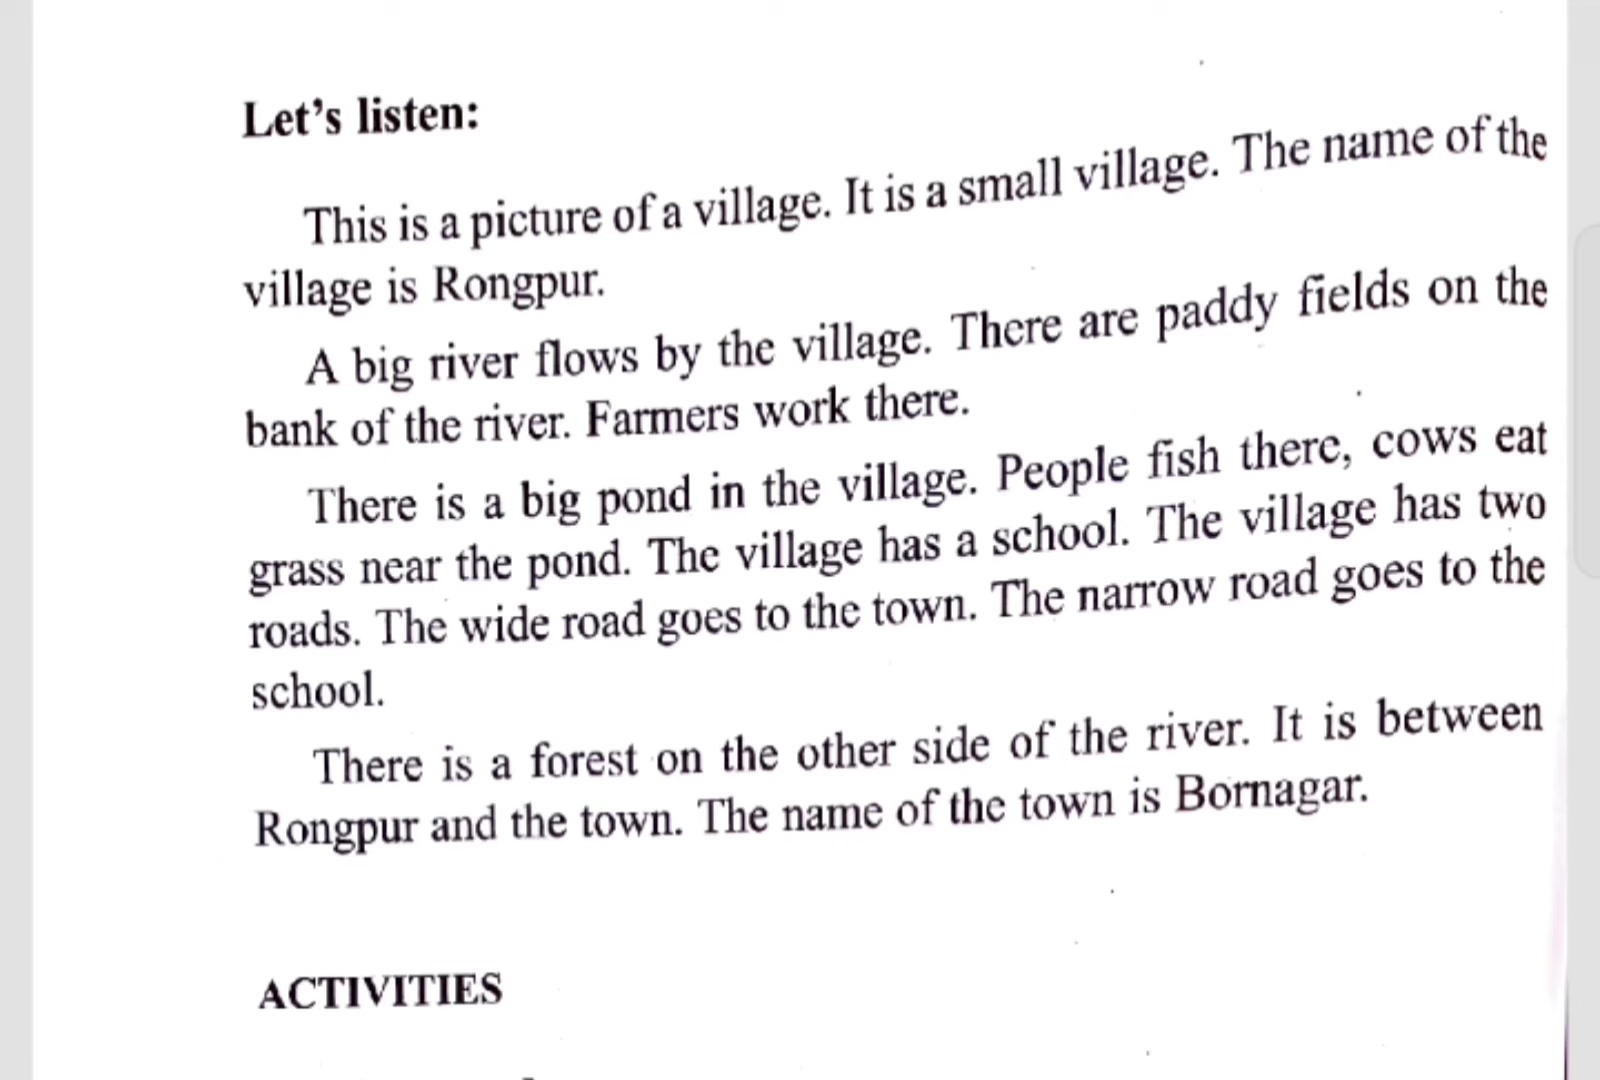 Let's listen:
This is a picture of a village. It is a small village. The name of the
village is Rongpur.
A big river flows by the village. There are paddy fields on the
bank of the river. Farmers work there.
There is a big pond in the village. People fish there, cows eat
grass near the pond. The village has a school. The village has two
roads. The wide road goes to the town. The narrow road goes to the
school.
There is a forest on the other side of the river. It is between
Rongpur and the town. The name of the town is Bornagar.
ACTIVITIES